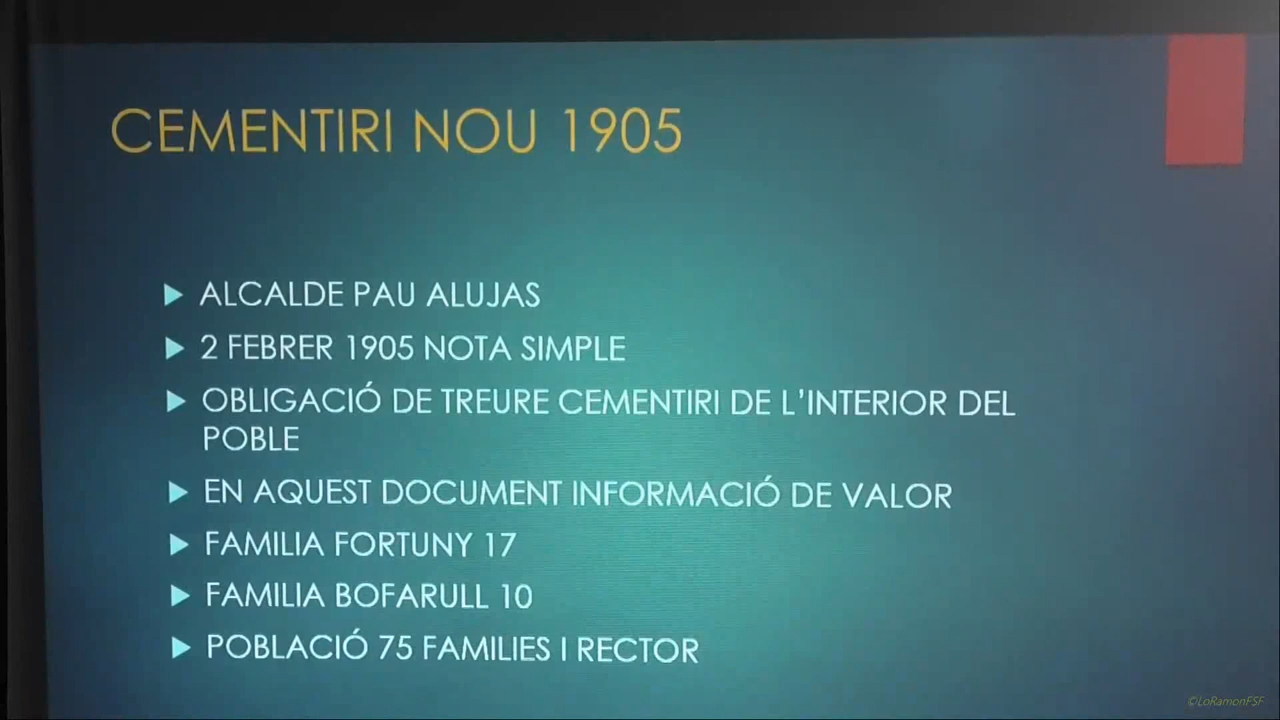 CEMENTIRI NOU 1905
ALCALDE PAU ALUJAS
2 FEBRER 1905 NOTA SIMPLE
OBLIGACIÓ DE TREURE CEMENTIRI DE L'INTERIOR DEL
POBLE
EN AQUEST DOCUMENT INFORMACIÓ DE VALOR
FAMILIA FORTUNY 17
FAMILIA BOFARULL 10
POBLACIÓ 75 FAMILIES I RECTOR
©LoRamonFSF